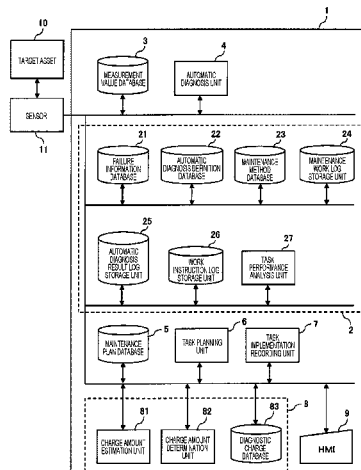 1
10
TARGET ASSET
SENSOR
11
3
MEASUREMENT
VALUE DATABASE
4
AUTOMATIC
DIAGNOSIS UNIT
21
FAILURE
INFORMATION
DATABASE
22
AUTOMATIC
DIAGNOSIS DEFINITION
DATABASE
23
MAINTENANCE
METHOD
DATABASE
24
MAINTENANCE
WORK LOG
STORAGE UNIT
25
AUTOMATIC
DIAGNOSIS
RESULT LOG
STORAGE UNIT
26
WORK
INSTRUCTION LOG
STORAGE UNIT
27
TASK
PERFORMANCE
ANALYSIS UNIT
2
5
MAINTENANCE
PLAN DATABASE
6
TASK PLANNING
UNIT
7
TASK
IMPLEMENTATION
RECORDING UNIT
8
81
CHARGE AMOUNT
ESTIMATION UNIT
82
CHARGE AMOUNT
DETERMINATION UNIT
83
DIAGNOSTIC CHARGE
DATABASE
9
HMI